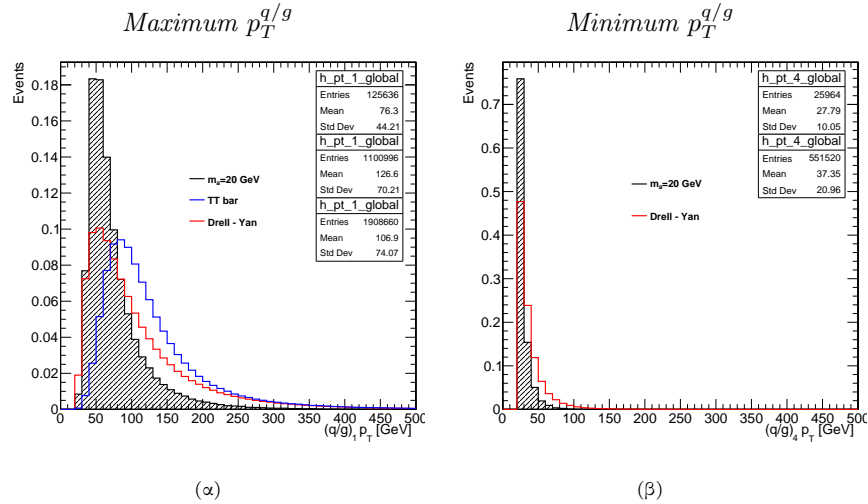 Maximum p_T^{q/g}
Minimum p_T^{q/g}
Events
0.18
0.16
0.14
0.12
0.1
0.08
0.06
0.04
0.02
0
0 50 100 150 200 250 300 350 400 450 500
(q/g)_1 p_T [GeV]
h_pt_1_global
Entries 125636
Mean 76.3
Std Dev 44.21
h_pt_1_global
Entries 1100996
Mean 126.6
Std Dev 70.21
h_pt_1_global
Entries 1908660
Mean 106.9
Std Dev 74.07
m_a=20 GeV
TT bar
Drell - Yan
(α)
Events
0.7
0.6
0.5
0.4
0.3
0.2
0.1
0
0 50 100 150 200 250 300 350 400 450 500
(q/g)_4 p_T [GeV]
h_pt_4_global
Entries 25964
Mean 27.79
Std Dev 10.05
h_pt_4_global
Entries 551520
Mean 37.35
Std Dev 20.96
m_a=20 GeV
Drell - Yan
(β)